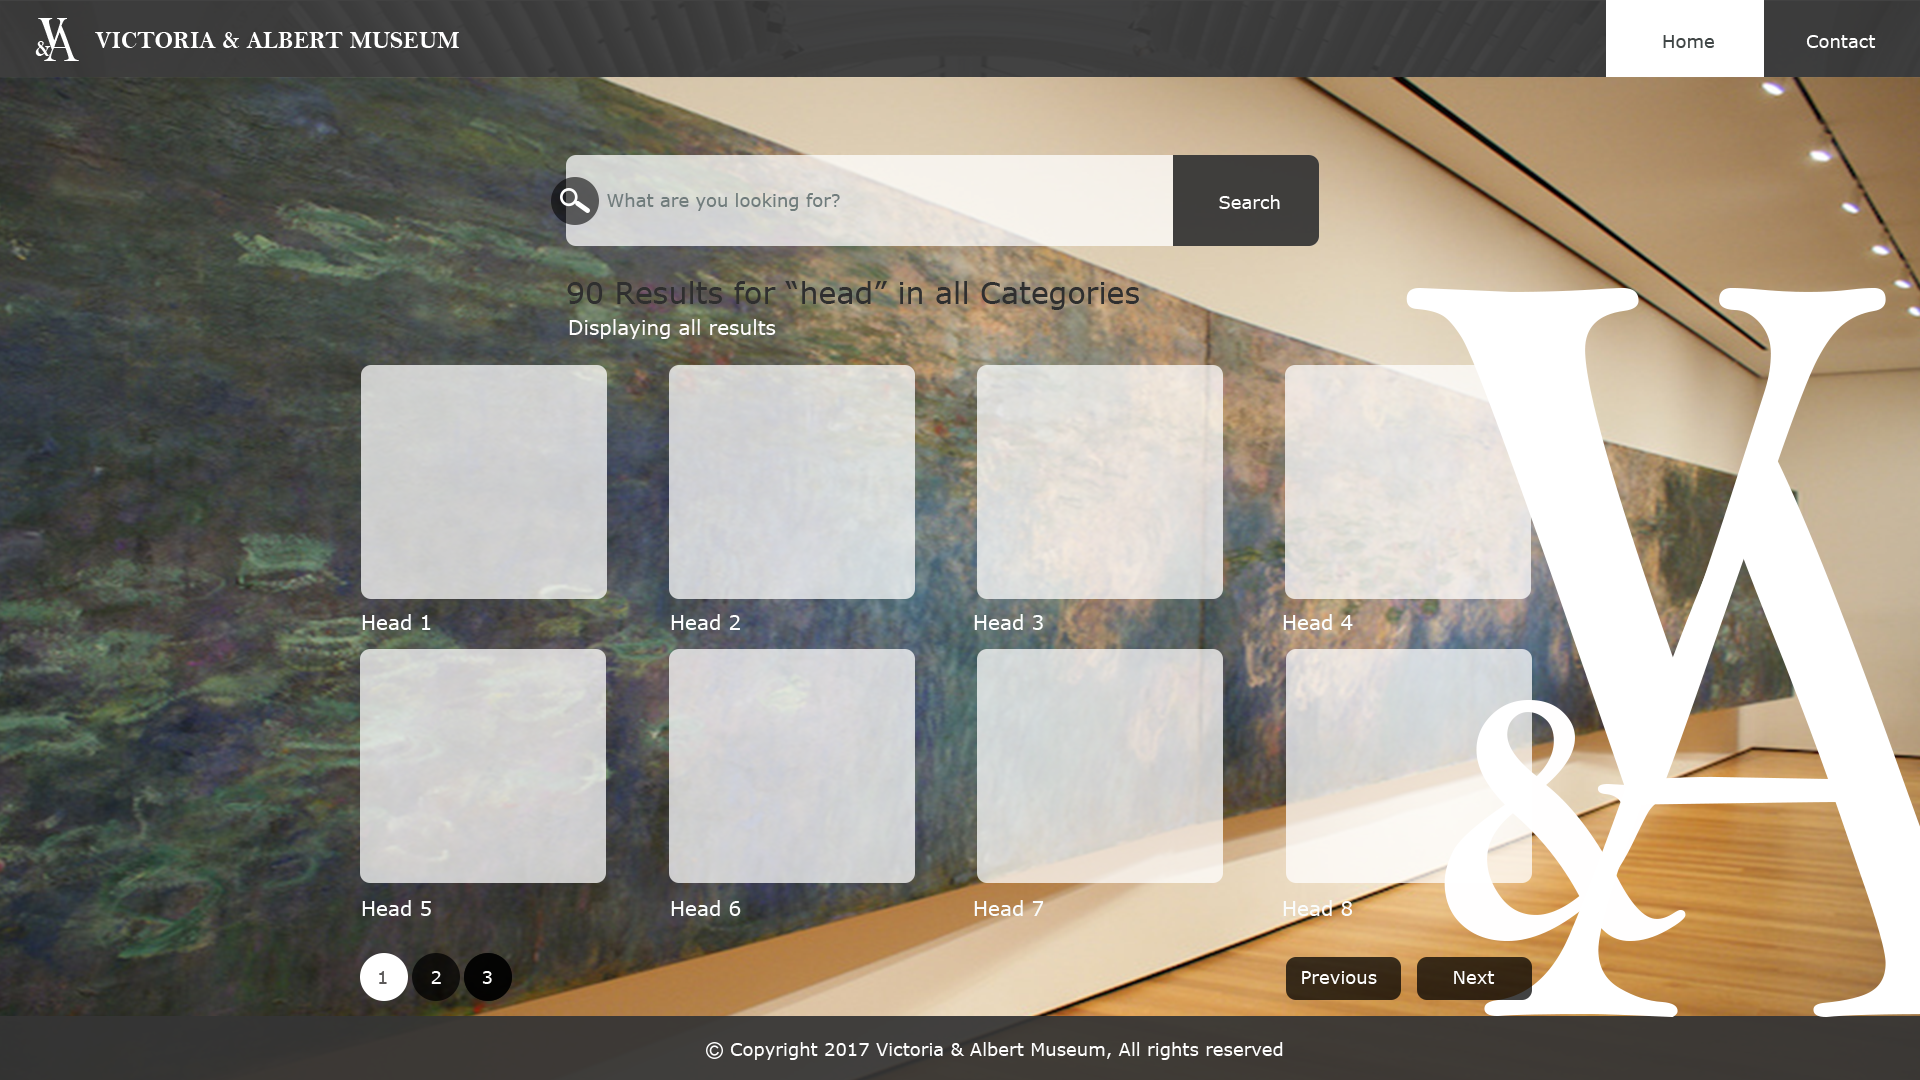 V&A VICTORIA & ALBERT MUSEUM
Home
Contact
What are you looking for?
Search
90 Results for “head” in all Categories
Displaying all results
Head 1
Head 2
Head 3
Head 4
Head 5
Head 6
Head 7
Head 8
1
2
3
Previous
Next
V&A
© Copyright 2017 Victoria & Albert Museum, All rights reserved